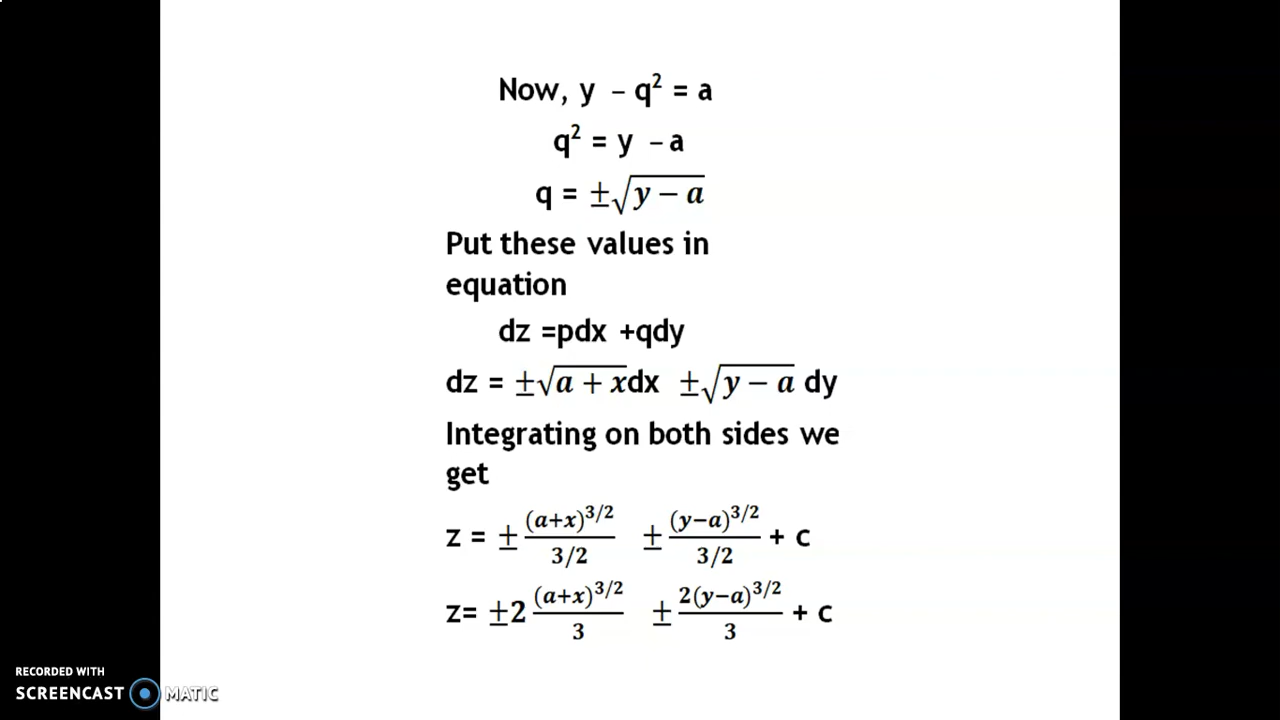 Now, y – q² = a
q² = y – a
q = ±√(y − a)
Put these values in
equation
dz =pdx +qdy
dz = ±√(a + x)dx ±√(y − a) dy
Integrating on both sides we
get
z = ± (a+x)^3/2 / 3/2 ± (y−a)^3/2 / 3/2 + c
z= ±2 (a+x)^3/2 / 3 ± 2(y−a)^3/2 / 3 + c
RECORDED WITH
SCREENCAST MATIC